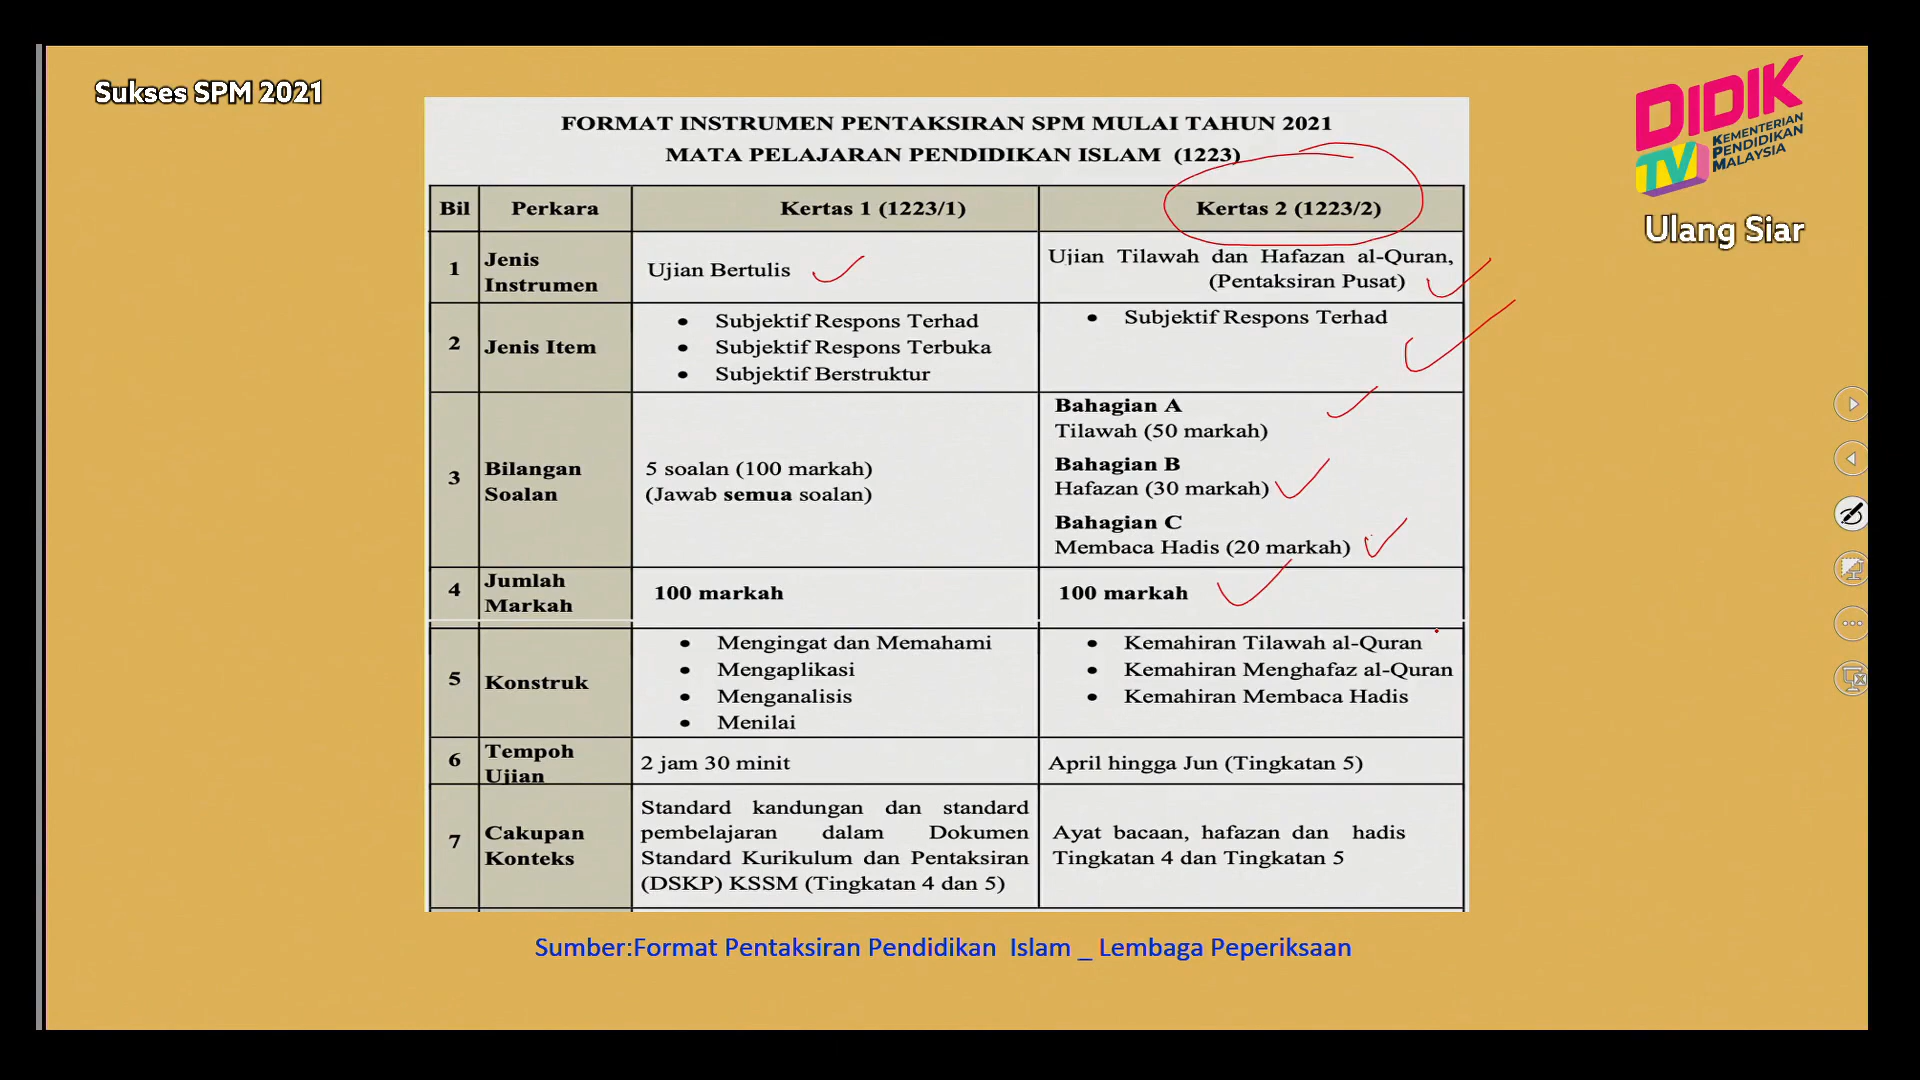 Sukses SPM 2021
DIDIK
TV
KEMENTERIAN
PENDIDIKAN
MALAYSIA
Ulang Siar
FORMAT INSTRUMEN PENTAKSIRAN SPM MULAI TAHUN 2021
MATA PELAJARAN PENDIDIKAN ISLAM (1223)
Bil Perkara Kertas 1 (1223/1) Kertas 2 (1223/2)
1 Jenis
Instrumen
Ujian Bertulis
Ujian Tilawah dan Hafazan al-Quran,
(Pentaksiran Pusat)
2 Jenis Item
• Subjektif Respons Terhad
• Subjektif Respons Terbuka
• Subjektif Berstruktur
• Subjektif Respons Terhad
3 Bilangan
Soalan
5 soalan (100 markah)
(Jawab semua soalan)
Bahagian A
Tilawah (50 markah)
Bahagian B
Hafazan (30 markah)
Bahagian C
Membaca Hadis (20 markah)
4 Jumlah
Markah
100 markah
100 markah
5 Konstruk
• Mengingat dan Memahami
• Mengaplikasi
• Menganalisis
• Menilai
• Kemahiran Tilawah al-Quran
• Kemahiran Menghafaz al-Quran
• Kemahiran Membaca Hadis
6 Tempoh
Ujian
2 jam 30 minit
April hingga Jun (Tingkatan 5)
7 Cakupan
Konteks
Standard kandungan dan standard
pembelajaran dalam Dokumen
Standard Kurikulum dan Pentaksiran
(DSKP) KSSM (Tingkatan 4 dan 5)
Ayat bacaan, hafazan dan hadis
Tingkatan 4 dan Tingkatan 5
Sumber:Format Pentaksiran Pendidikan Islam _ Lembaga Peperiksaan